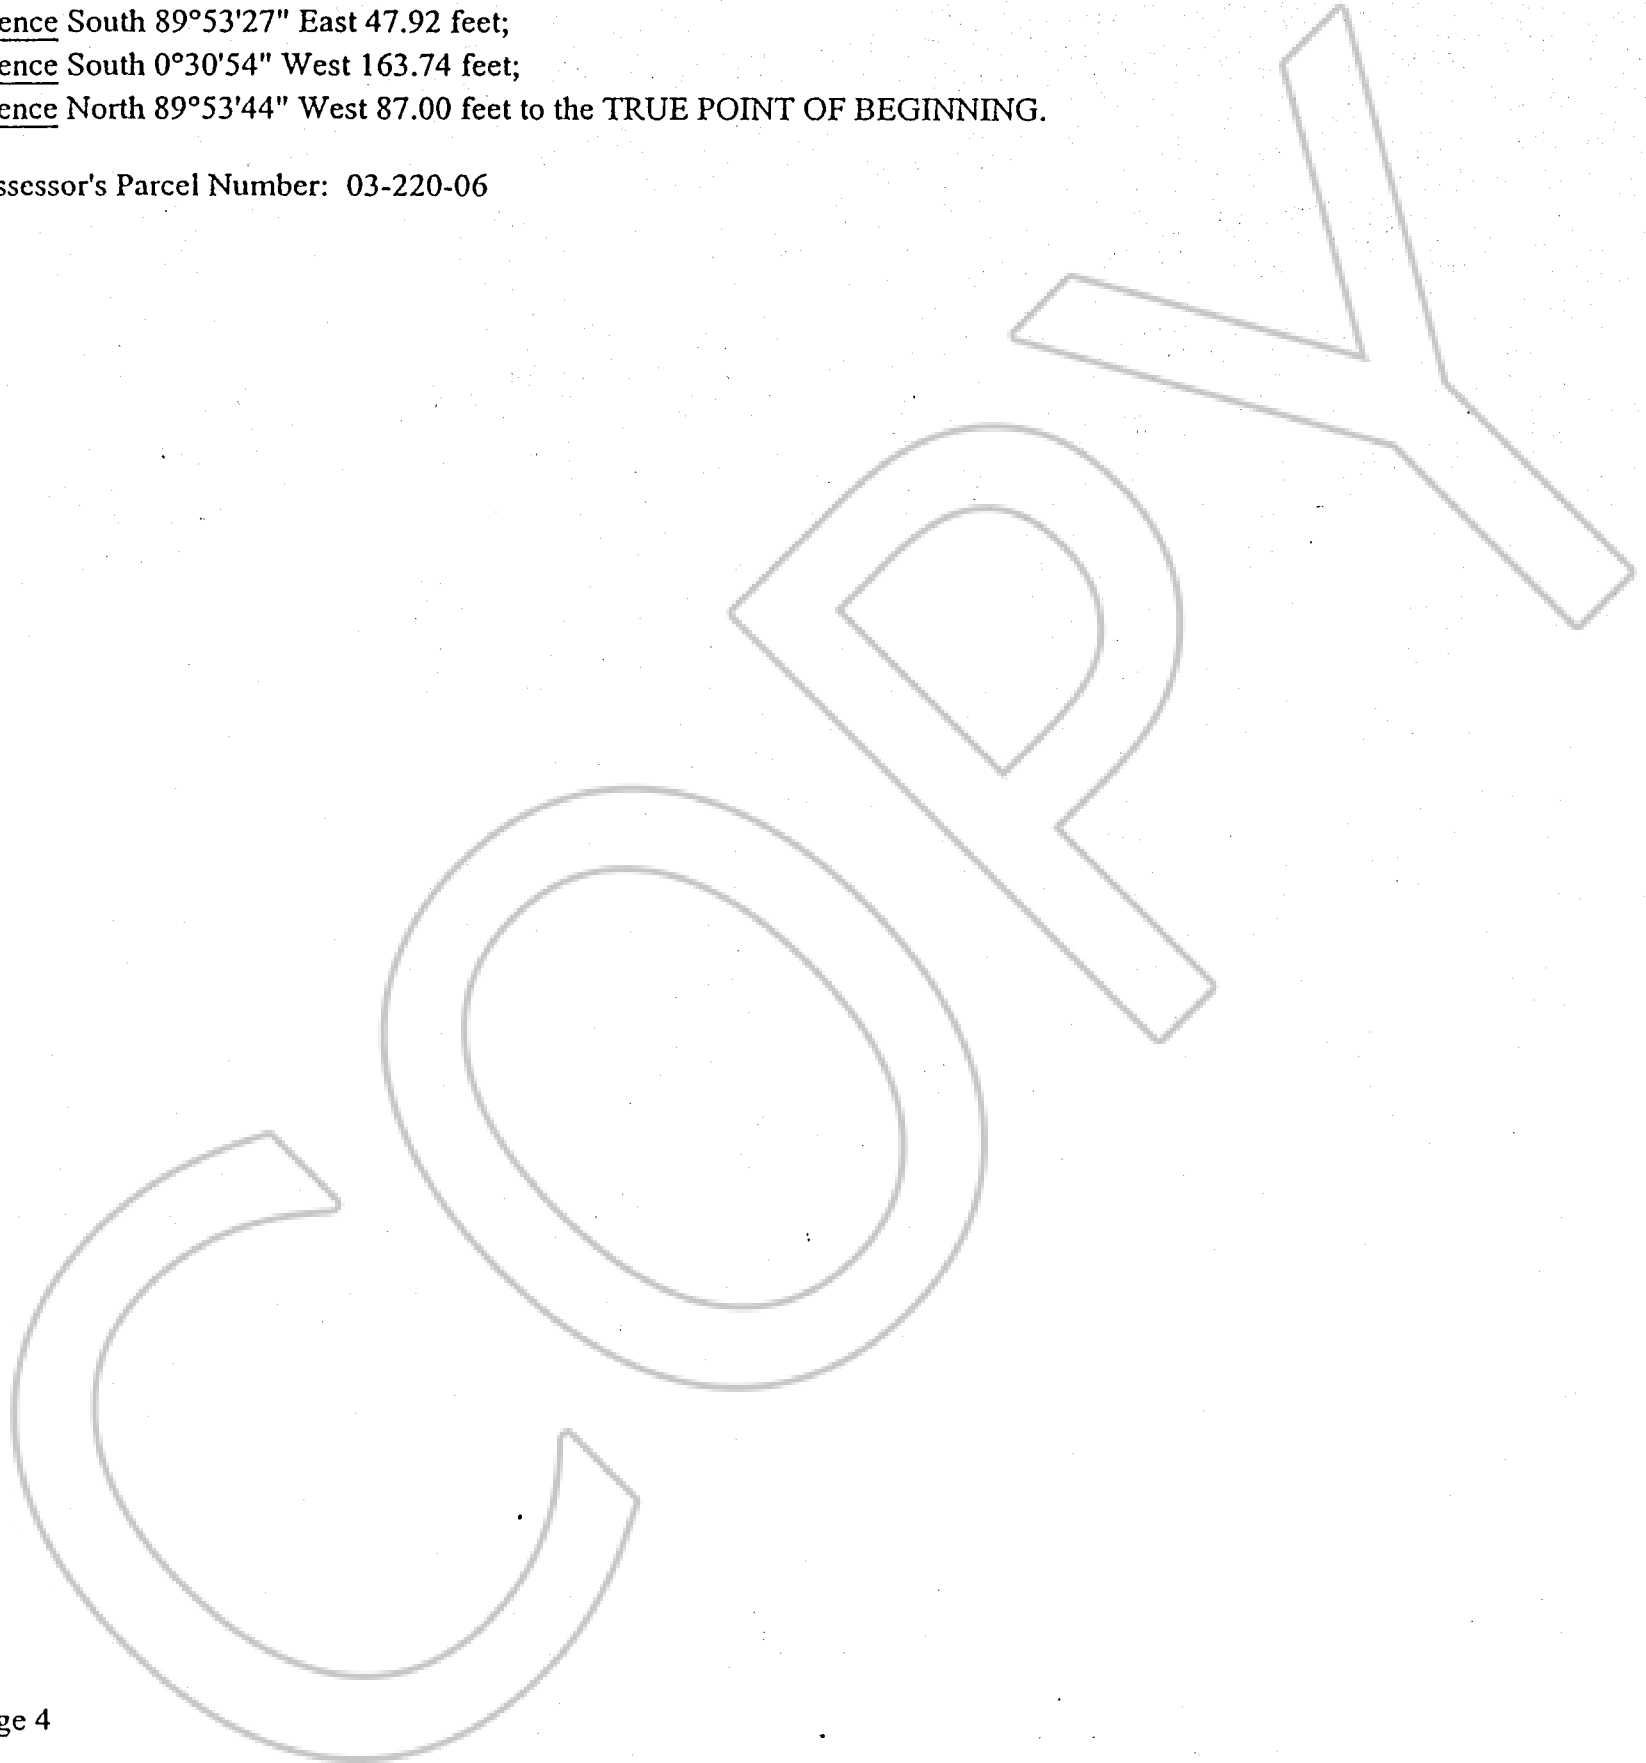 ence South 89°53'27" East 47.92 feet;
ence South 0°30'54" West 163.74 feet;
ence North 89°53'44" West 87.00 feet to the TRUE POINT OF BEGINNING.
ssessor's Parcel Number: 03-220-06
COPY
ge 4